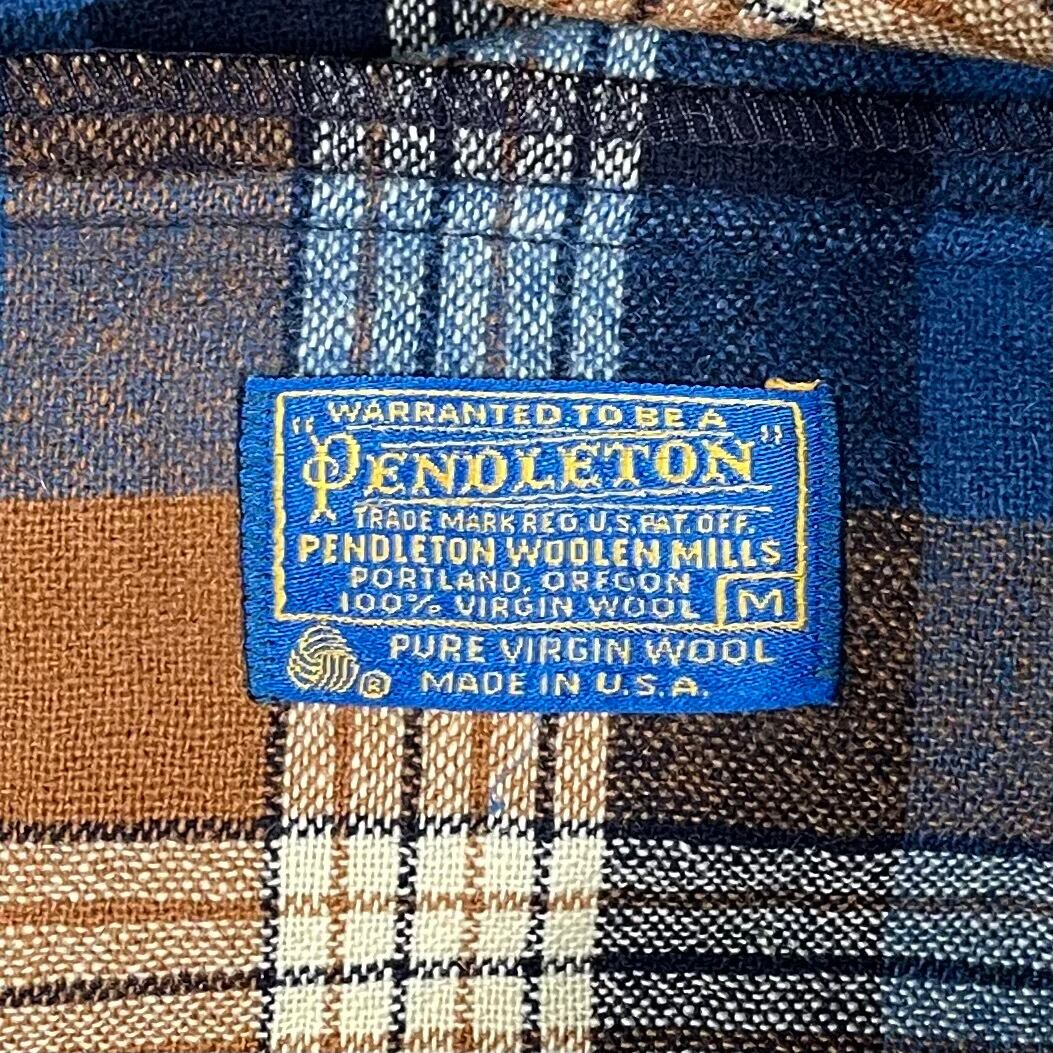 WARRANTED TO BE A
"PENDLETON"
TRADE MARK REG. U.S. PAT. OFF.
PENDLETON WOOLEN MILLS
PORTLAND, OREGON
100% VIRGIN WOOL M
PURE VIRGIN WOOL
® MADE IN U.S.A.